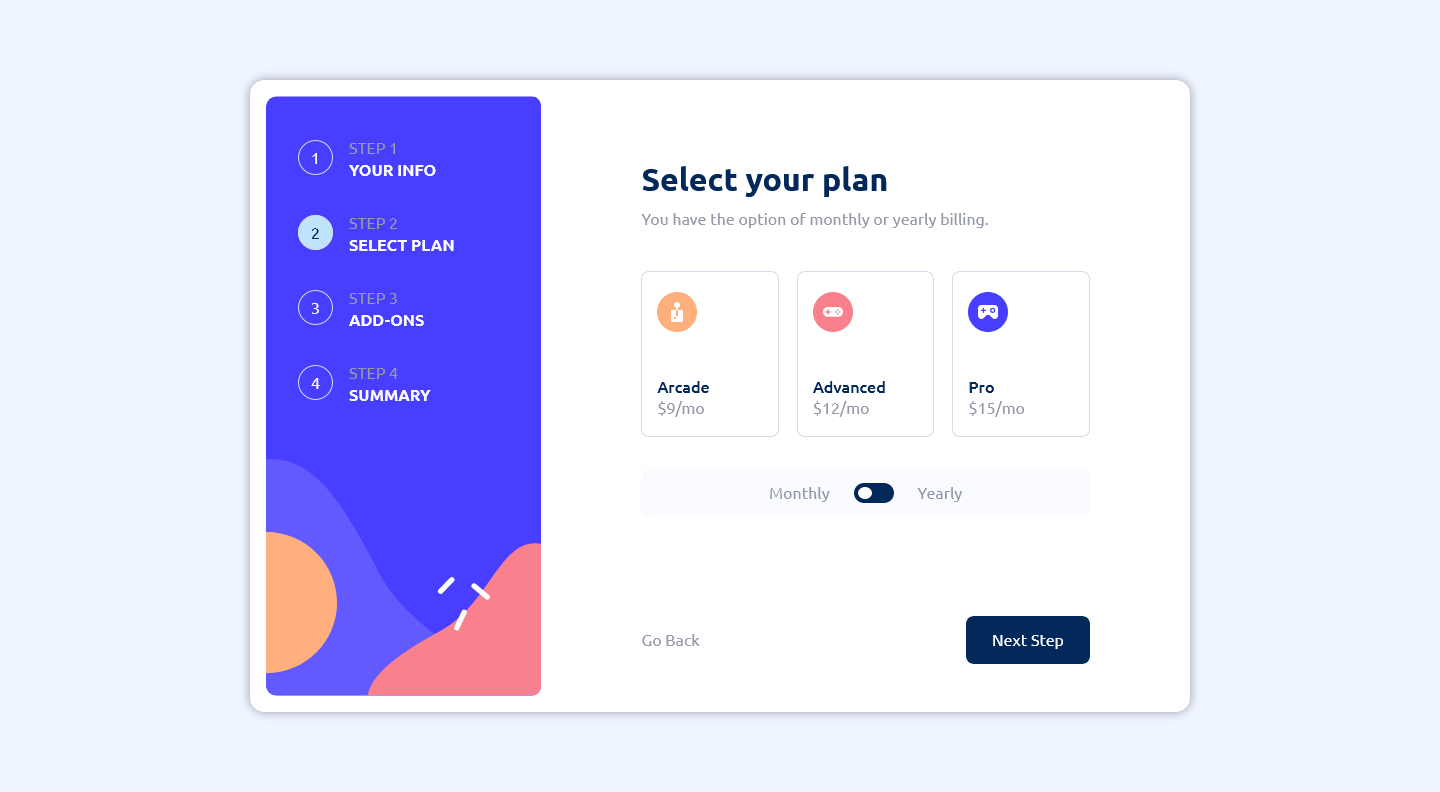 1
STEP 1
YOUR INFO
2
STEP 2
SELECT PLAN
3
STEP 3
ADD-ONS
4
STEP 4
SUMMARY
Select your plan
You have the option of monthly or yearly billing.
Arcade
$9/mo
Advanced
$12/mo
Pro
$15/mo
Monthly
Yearly
Go Back
Next Step